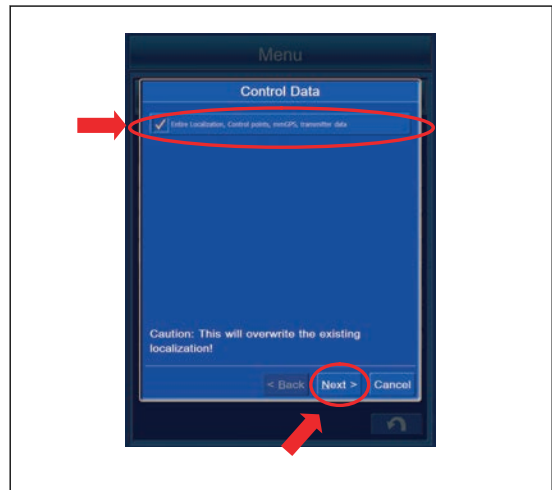 Menu
Control Data
Entire Localization, Control points, mmGPS, transmitter data
Caution: This will overwrite the existing
localization!
< Back Next > Cancel